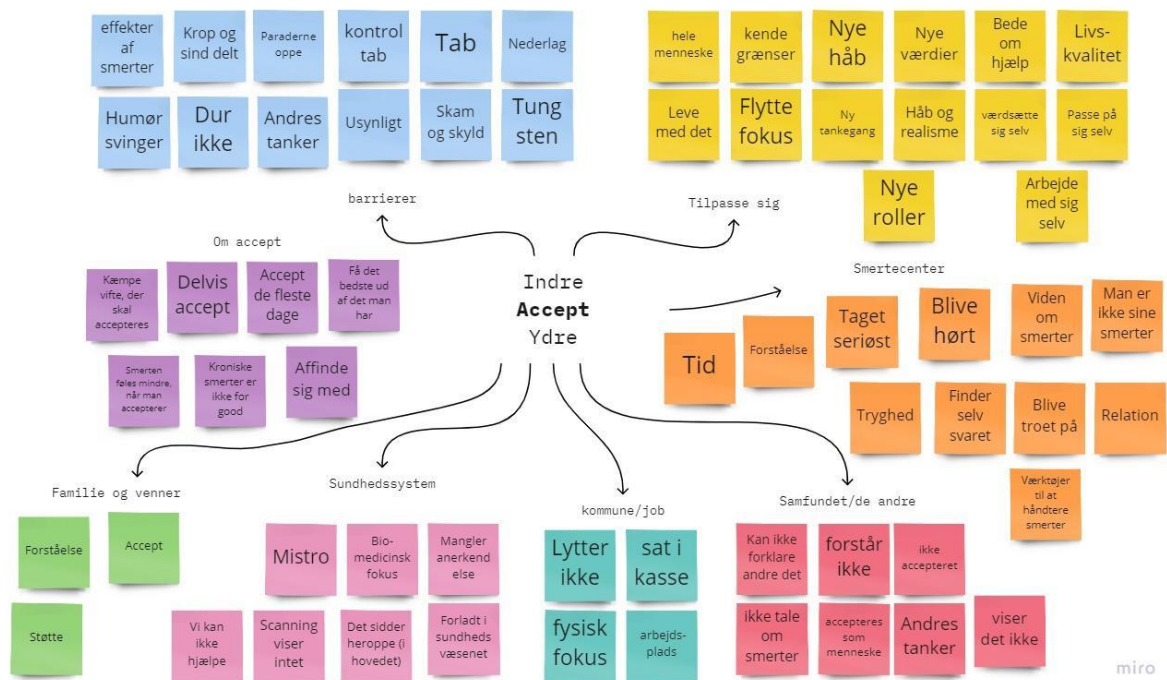 effekter
af
smerter
Krop og
sind delt
Paraderne
oppe
kontrol
tab
Tab
Nederlag
Humør
svinger
Dur
ikke
Andres
tanker
Usynligt
Skam
og skyld
Tung
sten
barrierer
hele
menneske
kende
grænser
Nye
håb
Nye
værdier
Bede
om
hjælp
Livs-
kvalitet
Leve
med det
Flytte
fokus
Ny
tankegang
Håb og
realisme
værdsætte
sig selv
Passe på
sig selv
Nye
roller
Arbejde
med sig
selv
Tilpasse sig
Om accept
Kæmpe
vifte, der
skal
accepteres
Delvis
accept
Accept
de fleste
dage
Få det
bedste ud
af det man
har
Smerten
føles mindre,
når man
accepterer
Kroniske
smerter er
ikke for
good
Affinde
sig med
Indre
Accept
Ydre
Smertecenter
Tid
Forståelse
Taget
seriøst
Blive
hørt
Viden
om
smerter
Man er
ikke sine
smerter
Tryghed
Finder
selv
svaret
Blive
troet på
Relation
Værktøjer
til at
håndtere
smerter
Familie og venner
Forståelse
Accept
Støtte
Sundhedssystem
Mistro
Bio-
medicinsk
fokus
Mangler
anerkend
else
Vi kan
ikke
hjælpe
Scanning
viser
intet
Det sidder
heroppe (i
hovedet)
Forladt i
sundheds
væsenet
kommune/job
Lytter
ikke
sat i
kasse
fysisk
fokus
arbejds-
plads
Samfundet/de andre
Kan ikke
forklare
andre det
forstår
ikke
ikke
accepteret
ikke tale
om
smerter
accepteres
som
menneske
Andres
tanker
viser
det ikke
miro